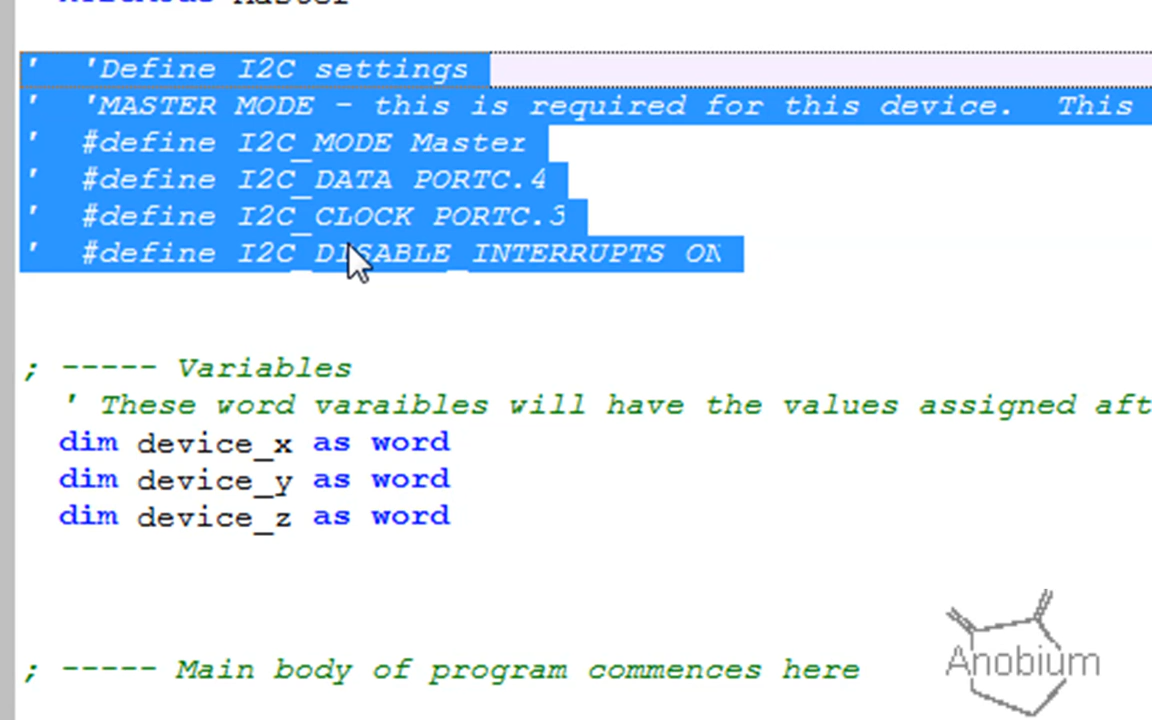 Master
'  'Define I2C settings
'  'MASTER MODE - this is required for this device.  This
'  #define I2C_MODE Master
'  #define I2C_DATA PORTC.4
'  #define I2C_CLOCK PORTC.3
'  #define I2C_DISABLE_INTERRUPTS ON
; ----- Variables
' These word varaibles will have the values assigned aft
dim device_x as word
dim device_y as word
dim device_z as word
; ----- Main body of program commences here
Anobium